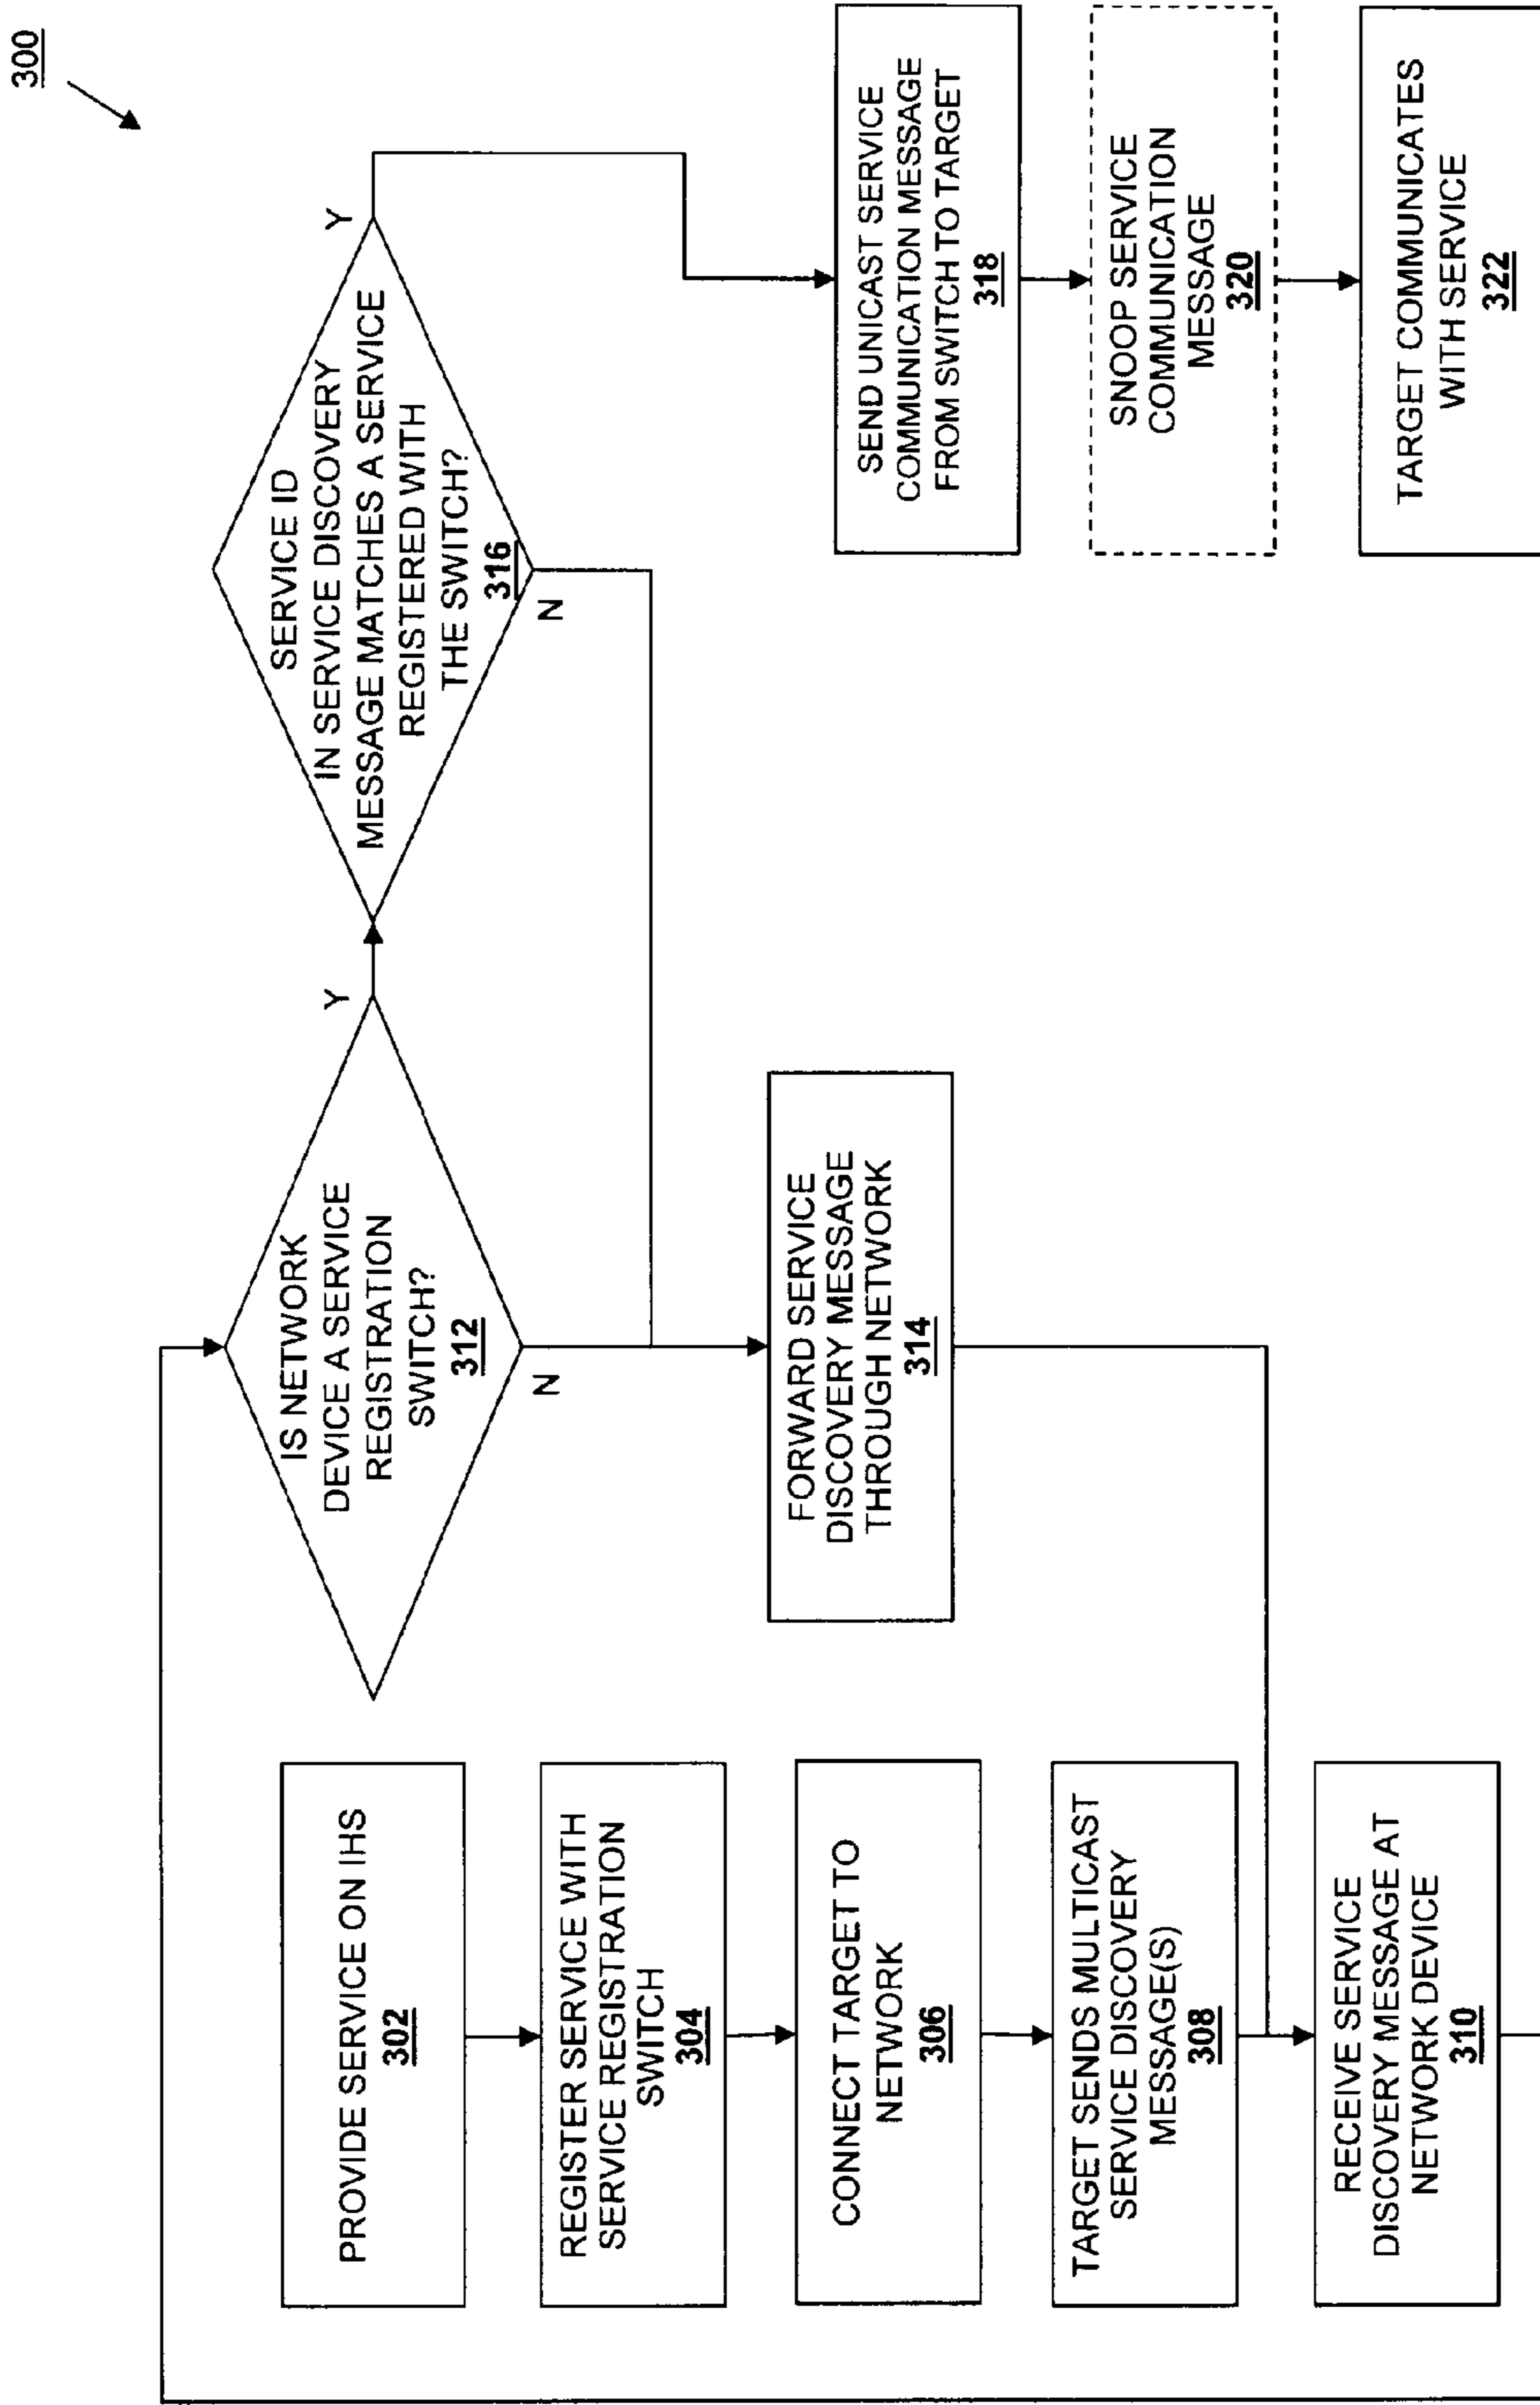 300
PROVIDE SERVICE ON IHS
302
REGISTER SERVICE WITH
SERVICE REGISTRATION
SWITCH
304
CONNECT TARGET TO
NETWORK
306
TARGET SENDS MULTICAST
SERVICE DISCOVERY
MESSAGE(S)
308
RECEIVE SERVICE
DISCOVERY MESSAGE AT
NETWORK DEVICE
310
IS NETWORK
DEVICE A SERVICE
REGISTRATION
SWITCH?
312
Y
N
FORWARD SERVICE
DISCOVERY MESSAGE
THROUGH NETWORK
314
SERVICE ID
IN SERVICE DISCOVERY
MESSAGE MATCHES A SERVICE
REGISTERED WITH
THE SWITCH?
316
Y
N
SEND UNICAST SERVICE
COMMUNICATION MESSAGE
FROM SWITCH TO TARGET
318
SNOOP SERVICE
COMMUNICATION
MESSAGE
320
TARGET COMMUNICATES
WITH SERVICE
322